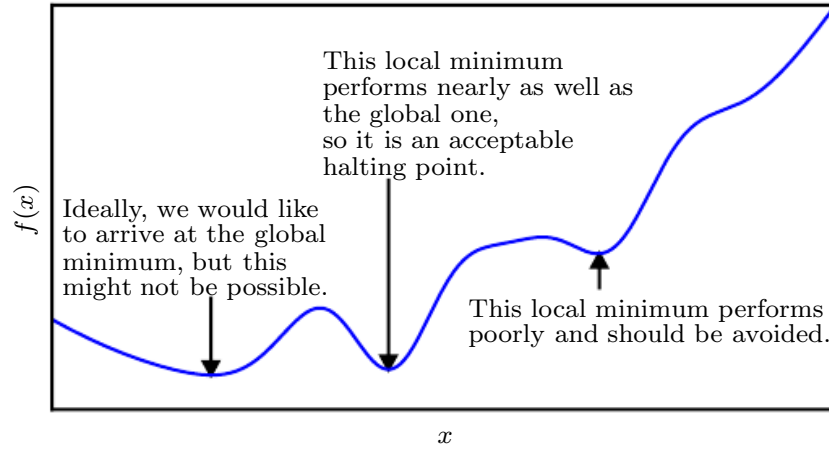 This local minimum
performs nearly as well as
the global one,
so it is an acceptable
halting point.
Ideally, we would like
to arrive at the global
minimum, but this
might not be possible.
This local minimum performs
poorly and should be avoided.
f(x)
x